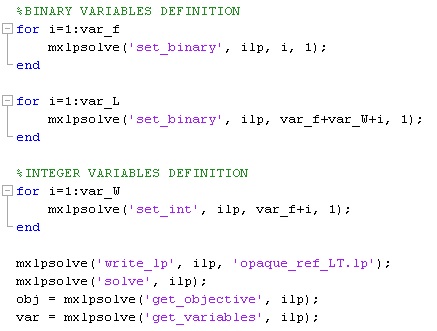 %BINARY VARIABLES DEFINITION
for i=1:var_f
mxlpsolve('set_binary', ilp, i, 1);
end
for i=1:var_L
mxlpsolve('set_binary', ilp, var_f+var_W+i, 1);
end
%INTEGER VARIABLES DEFINITION
for i=1:var_W
mxlpsolve('set_int', ilp, var_f+i, 1);
end
mxlpsolve('write_lp', ilp, 'opaque_ref_LT.lp');
mxlpsolve('solve', ilp);
obj = mxlpsolve('get_objective', ilp);
var = mxlpsolve('get_variables', ilp);